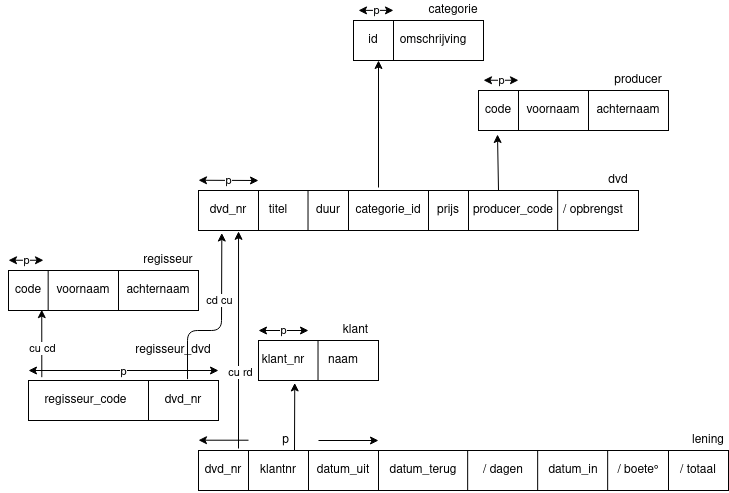 categorie
p
id omschrijving
producer
p
code voornaam achternaam
dvd
p
dvd_nr titel duur categorie_id prijs producer_code / opbrengst
regisseur
p
code voornaam achternaam
cd cu
klant
p
klant_nr naam
cu cd
regisseur_dvd
p
cu rd
regisseur_code dvd_nr
lening
p
dvd_nr klantnr datum_uit datum_terug / dagen datum_in / boete° / totaal